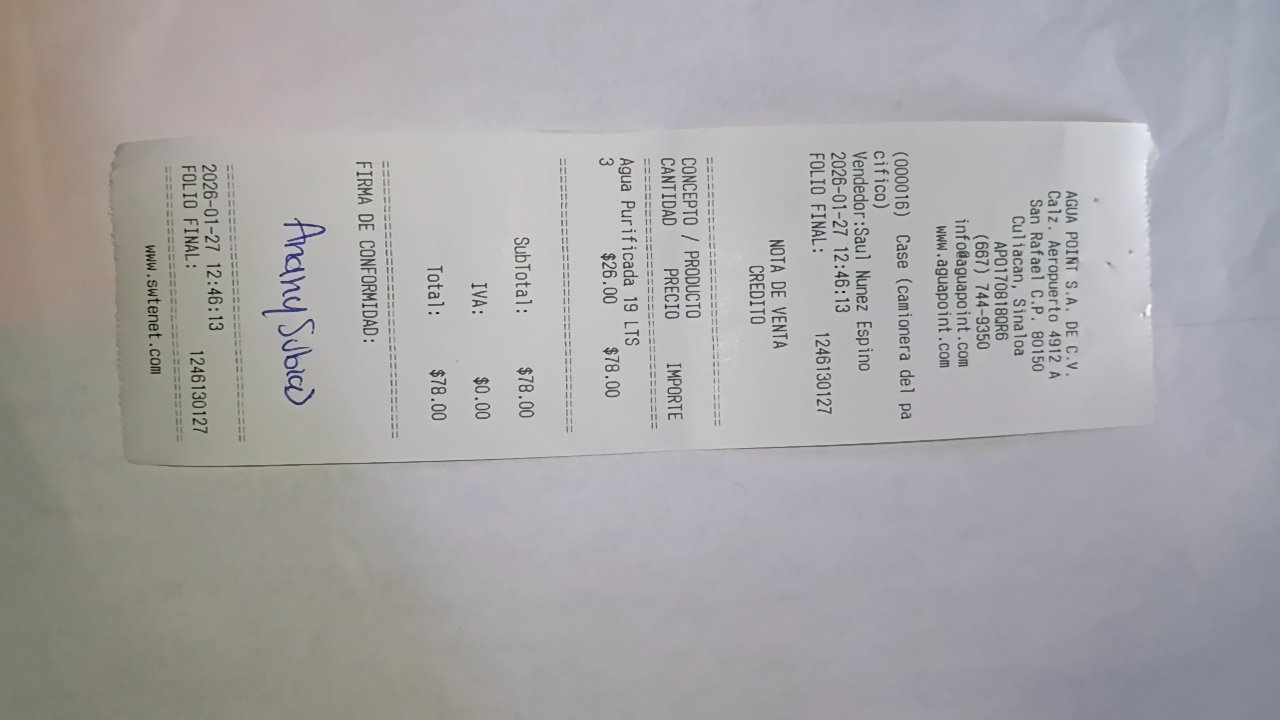 AGUA POINT S.A. DE C.V.
Calz. Aeropuerto 4912 A
San Rafael C.P. 80150
Culiacan, Sinaloa
APO170818QR6
(667) 744-9350
info@aguapoint.com
www.aguapoint.com
(000016) Case (camionera del pa
cifico)
Vendedor:Saul Nunez Espino
2026-01-27 12:46:13
FOLIO FINAL: 1246130127
NOTA DE VENTA
CREDITO
CONCEPTO / PRODUCTO
CANTIDAD PRECIO IMPORTE
Agua Purificada 19 LTS
3 $26.00 $78.00
SubTotal: $78.00
IVA: $0.00
Total: $78.00
FIRMA DE CONFORMIDAD:
Anahy Subias
2026-01-27 12:46:13
FOLIO FINAL: 1246130127
www.swtenet.com